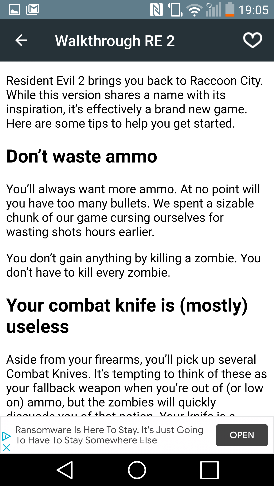 19:05
Walkthrough RE 2
Resident Evil 2 brings you back to Raccoon City.
While this version shares a name with its
inspiration, it's effectively a brand new game.
Here are some tips to help you get started.
Don't waste ammo
You'll always want more ammo. At no point will
you have too many bullets. We spent a sizable
chunk of our game cursing ourselves for
wasting shots hours earlier.
You don't gain anything by killing a zombie. You
don't have to kill every zombie.
Your combat knife is (mostly)
useless
Aside from your firearms, you'll pick up several
Combat Knives. It's tempting to think of these as
your fallback weapon when you're out of (or low
on) ammo, but the zombies will quickly
disabuse you of that notion. Your knife is a
Ransomware Is Here To Stay. It's Just Going
To Have To Stay Somewhere Else
OPEN